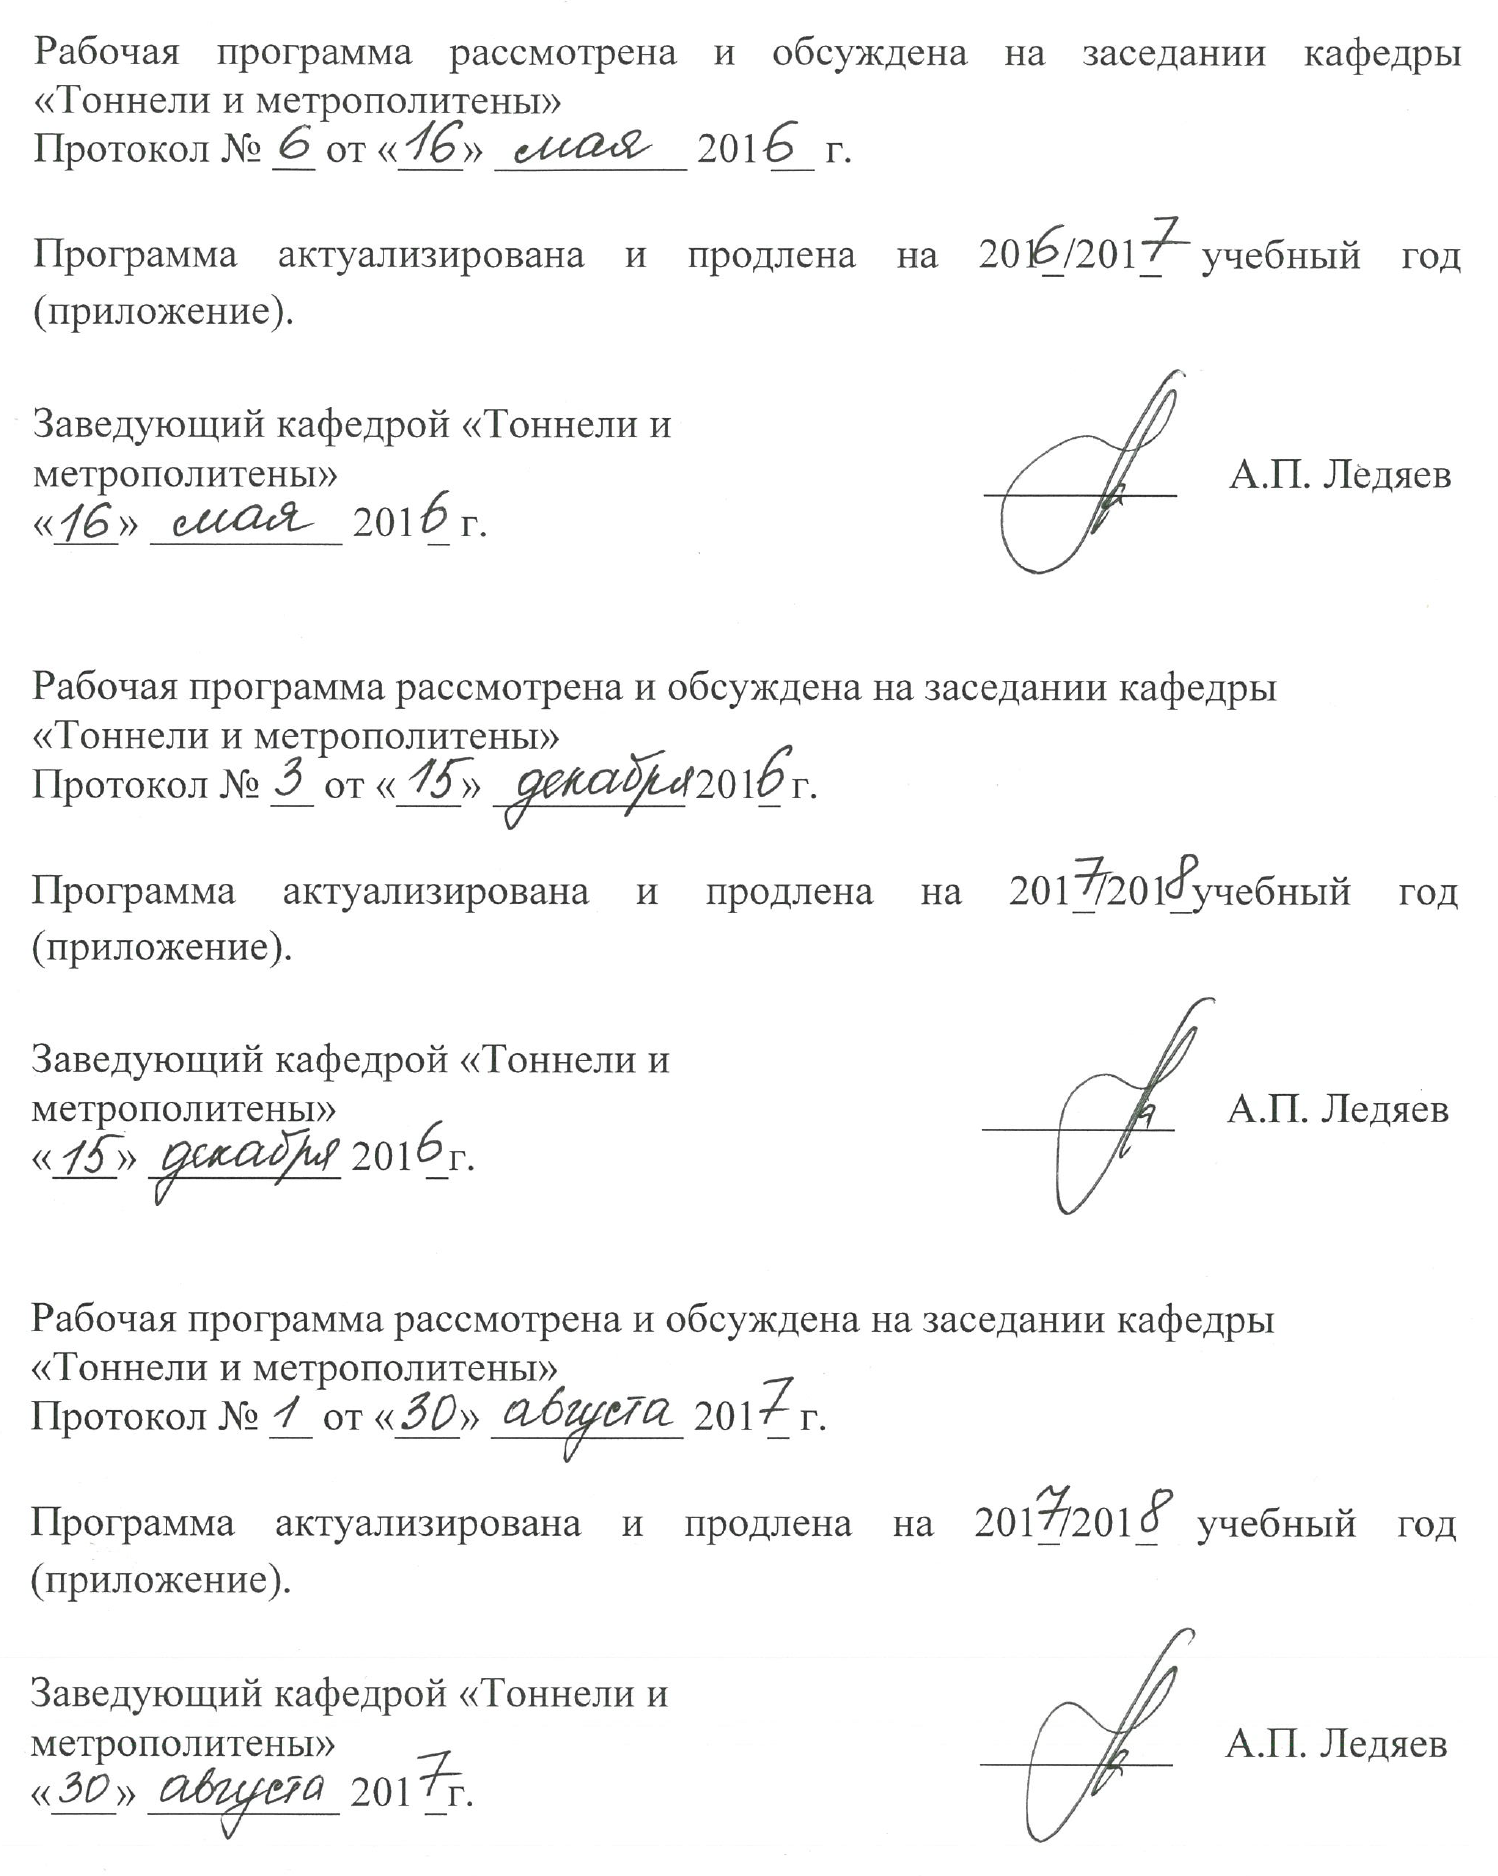 Рабочая программа рассмотрена и обсуждена на заседании кафедры
«Тоннели и метрополитены»
Протокол № 6 от «16» мая 2016 г.
Программа актуализирована и продлена на 2016/2017 учебный год
(приложение).
Заведующий кафедрой «Тоннели и
метрополитены» А.П. Ледяев
«16» мая 2016 г.
Рабочая программа рассмотрена и обсуждена на заседании кафедры
«Тоннели и метрополитены»
Протокол № 3 от «15» декабря 2016 г.
Программа актуализирована и продлена на 2017/2018 учебный год
(приложение).
Заведующий кафедрой «Тоннели и
метрополитены» А.П. Ледяев
«15» декабря 2016 г.
Рабочая программа рассмотрена и обсуждена на заседании кафедры
«Тоннели и метрополитены»
Протокол № 1 от «30» августа 2017 г.
Программа актуализирована и продлена на 2017/2018 учебный год
(приложение).
Заведующий кафедрой «Тоннели и
метрополитены» А.П. Ледяев
«30» августа 2017 г.